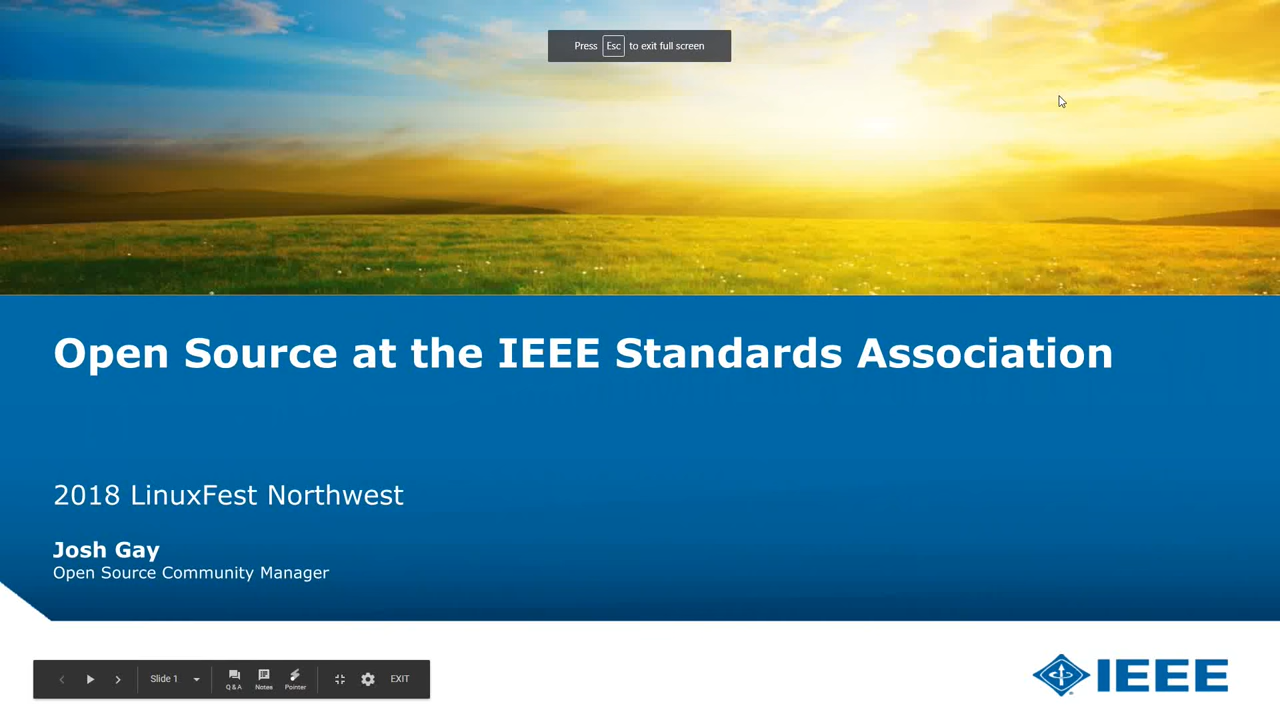 Press Esc to exit full screen
Open Source at the IEEE Standards Association
2018 LinuxFest Northwest
Josh Gay
Open Source Community Manager
Slide 1
Q & A
Notes
Pointer
EXIT
IEEE